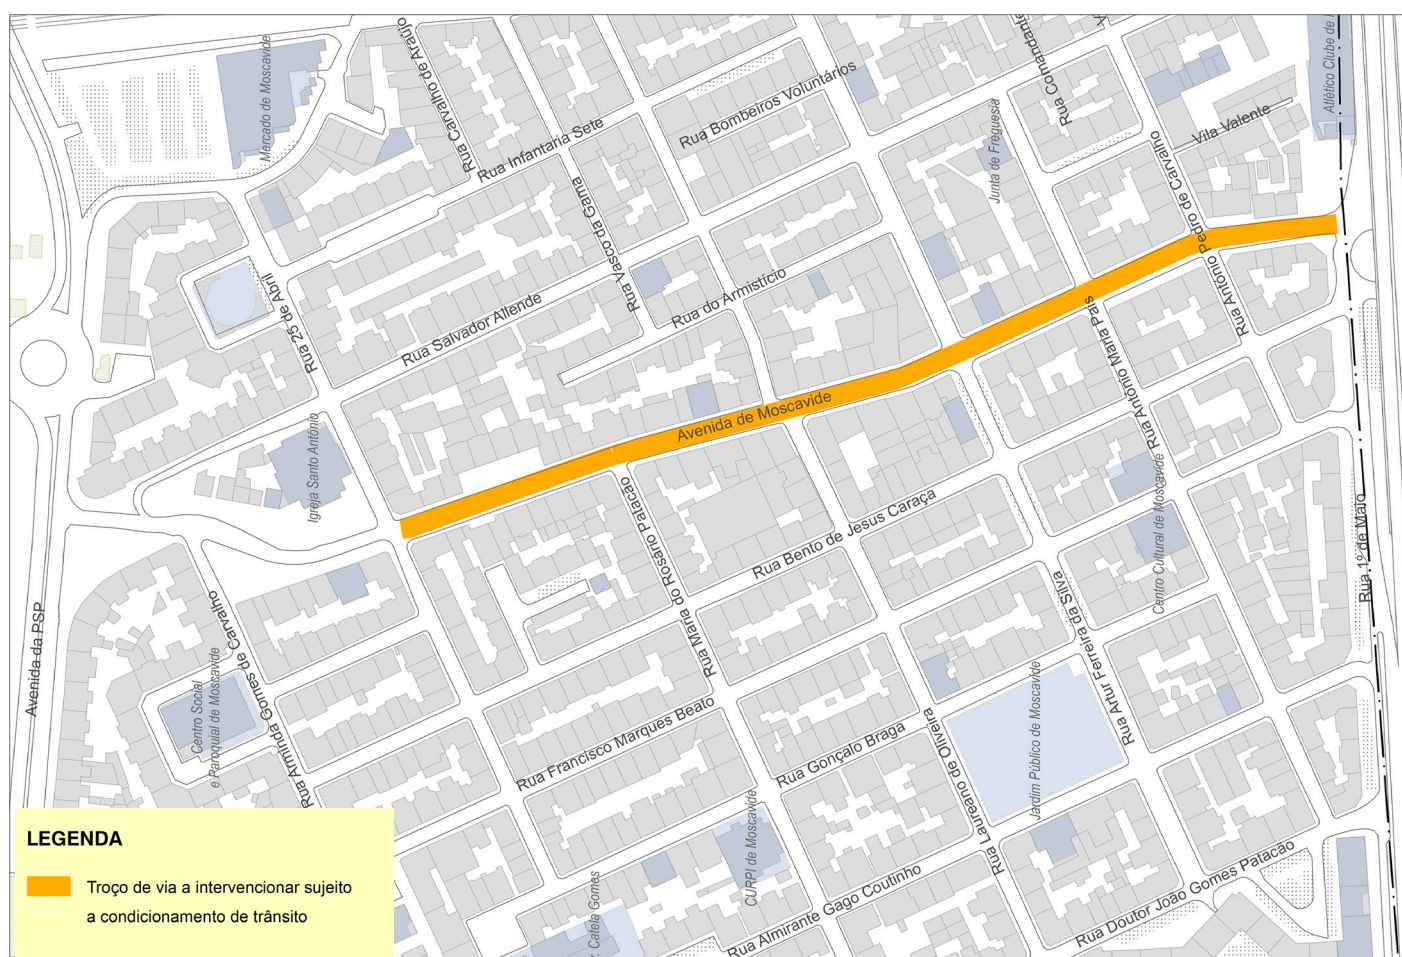 Mercado de Moscavide
Rua Carvalho de Araújo
Rua Infantaria Sete
Rua Bombeiros Voluntários
Rua Comandante
Junta de Freguesia
Vila Valente
Atlético Clube de
Rua António Pedro de Carvalho
Rua Vasco da Gama
Rua 25 de Abril
Rua Salvador Allende
Rua do Armistício
Rua António Maria Pais
Igreja Santo António
Avenida de Moscavide
Rua Maria do Rosário Patacão
Rua Bento de Jesus Caraça
Centro Cultural de Moscavide
Rua 1º de Maio
Avenida da PSP
Rua Arminda Gomes de Carvalho
Centro Social
e Paroquial de Moscavide
Rua Artur Ferreira da Silva
Jardim Público de Moscavide
Rua Laureano de Oliveira
Rua Francisco Marques Beato
Rua Gonçalo Braga
CURPI de Moscavide
Catela Gomes
Rua Almirante Gago Coutinho
Rua Doutor João Gomes Patacão
LEGENDA
Troço de via a intervencionar sujeito
a condicionamento de trânsito